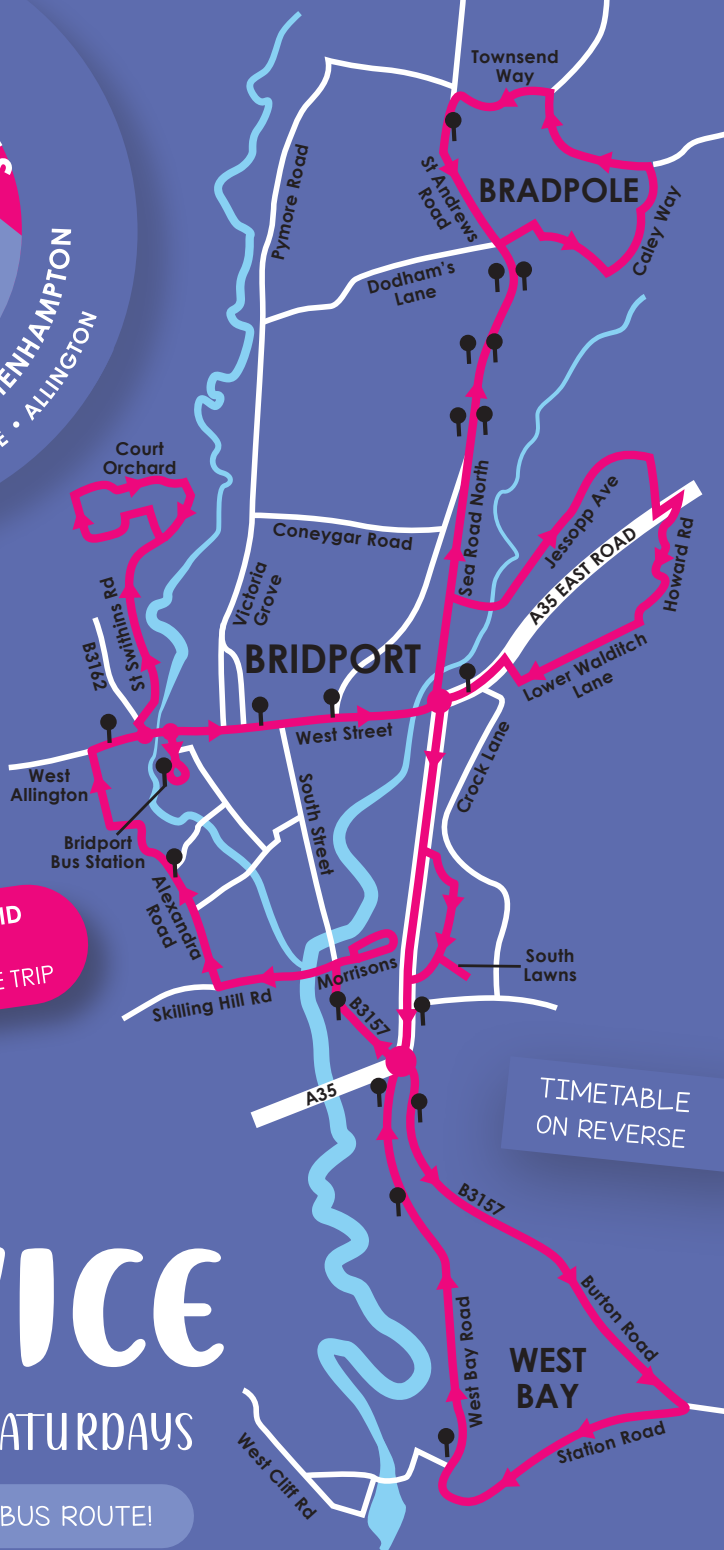 Townsend
Way
BRADPOLE
St Andrews
Road
Caley Way
Pymore Road
Dodham's
Lane
ALLINGTON
Court
Orchard
Coneygar Road
Sea Road North
Jessopp Ave
A35 EAST ROAD
Howard Rd
Victoria
Grove
St Swithins Rd
B3162
BRIDPORT
Lower Walditch
Lane
West Street
Crock Lane
West
Allington
South Street
Bridport
Bus Station
Alexandra
Road
Morrisons
South
Lawns
Skilling Hill Rd
B3157
E TRIP
A35
TIMETABLE
ON REVERSE
B3157
Burton Road
WEST
BAY
West Bay Road
Station Road
West Cliff Rd
BUS ROUTE!